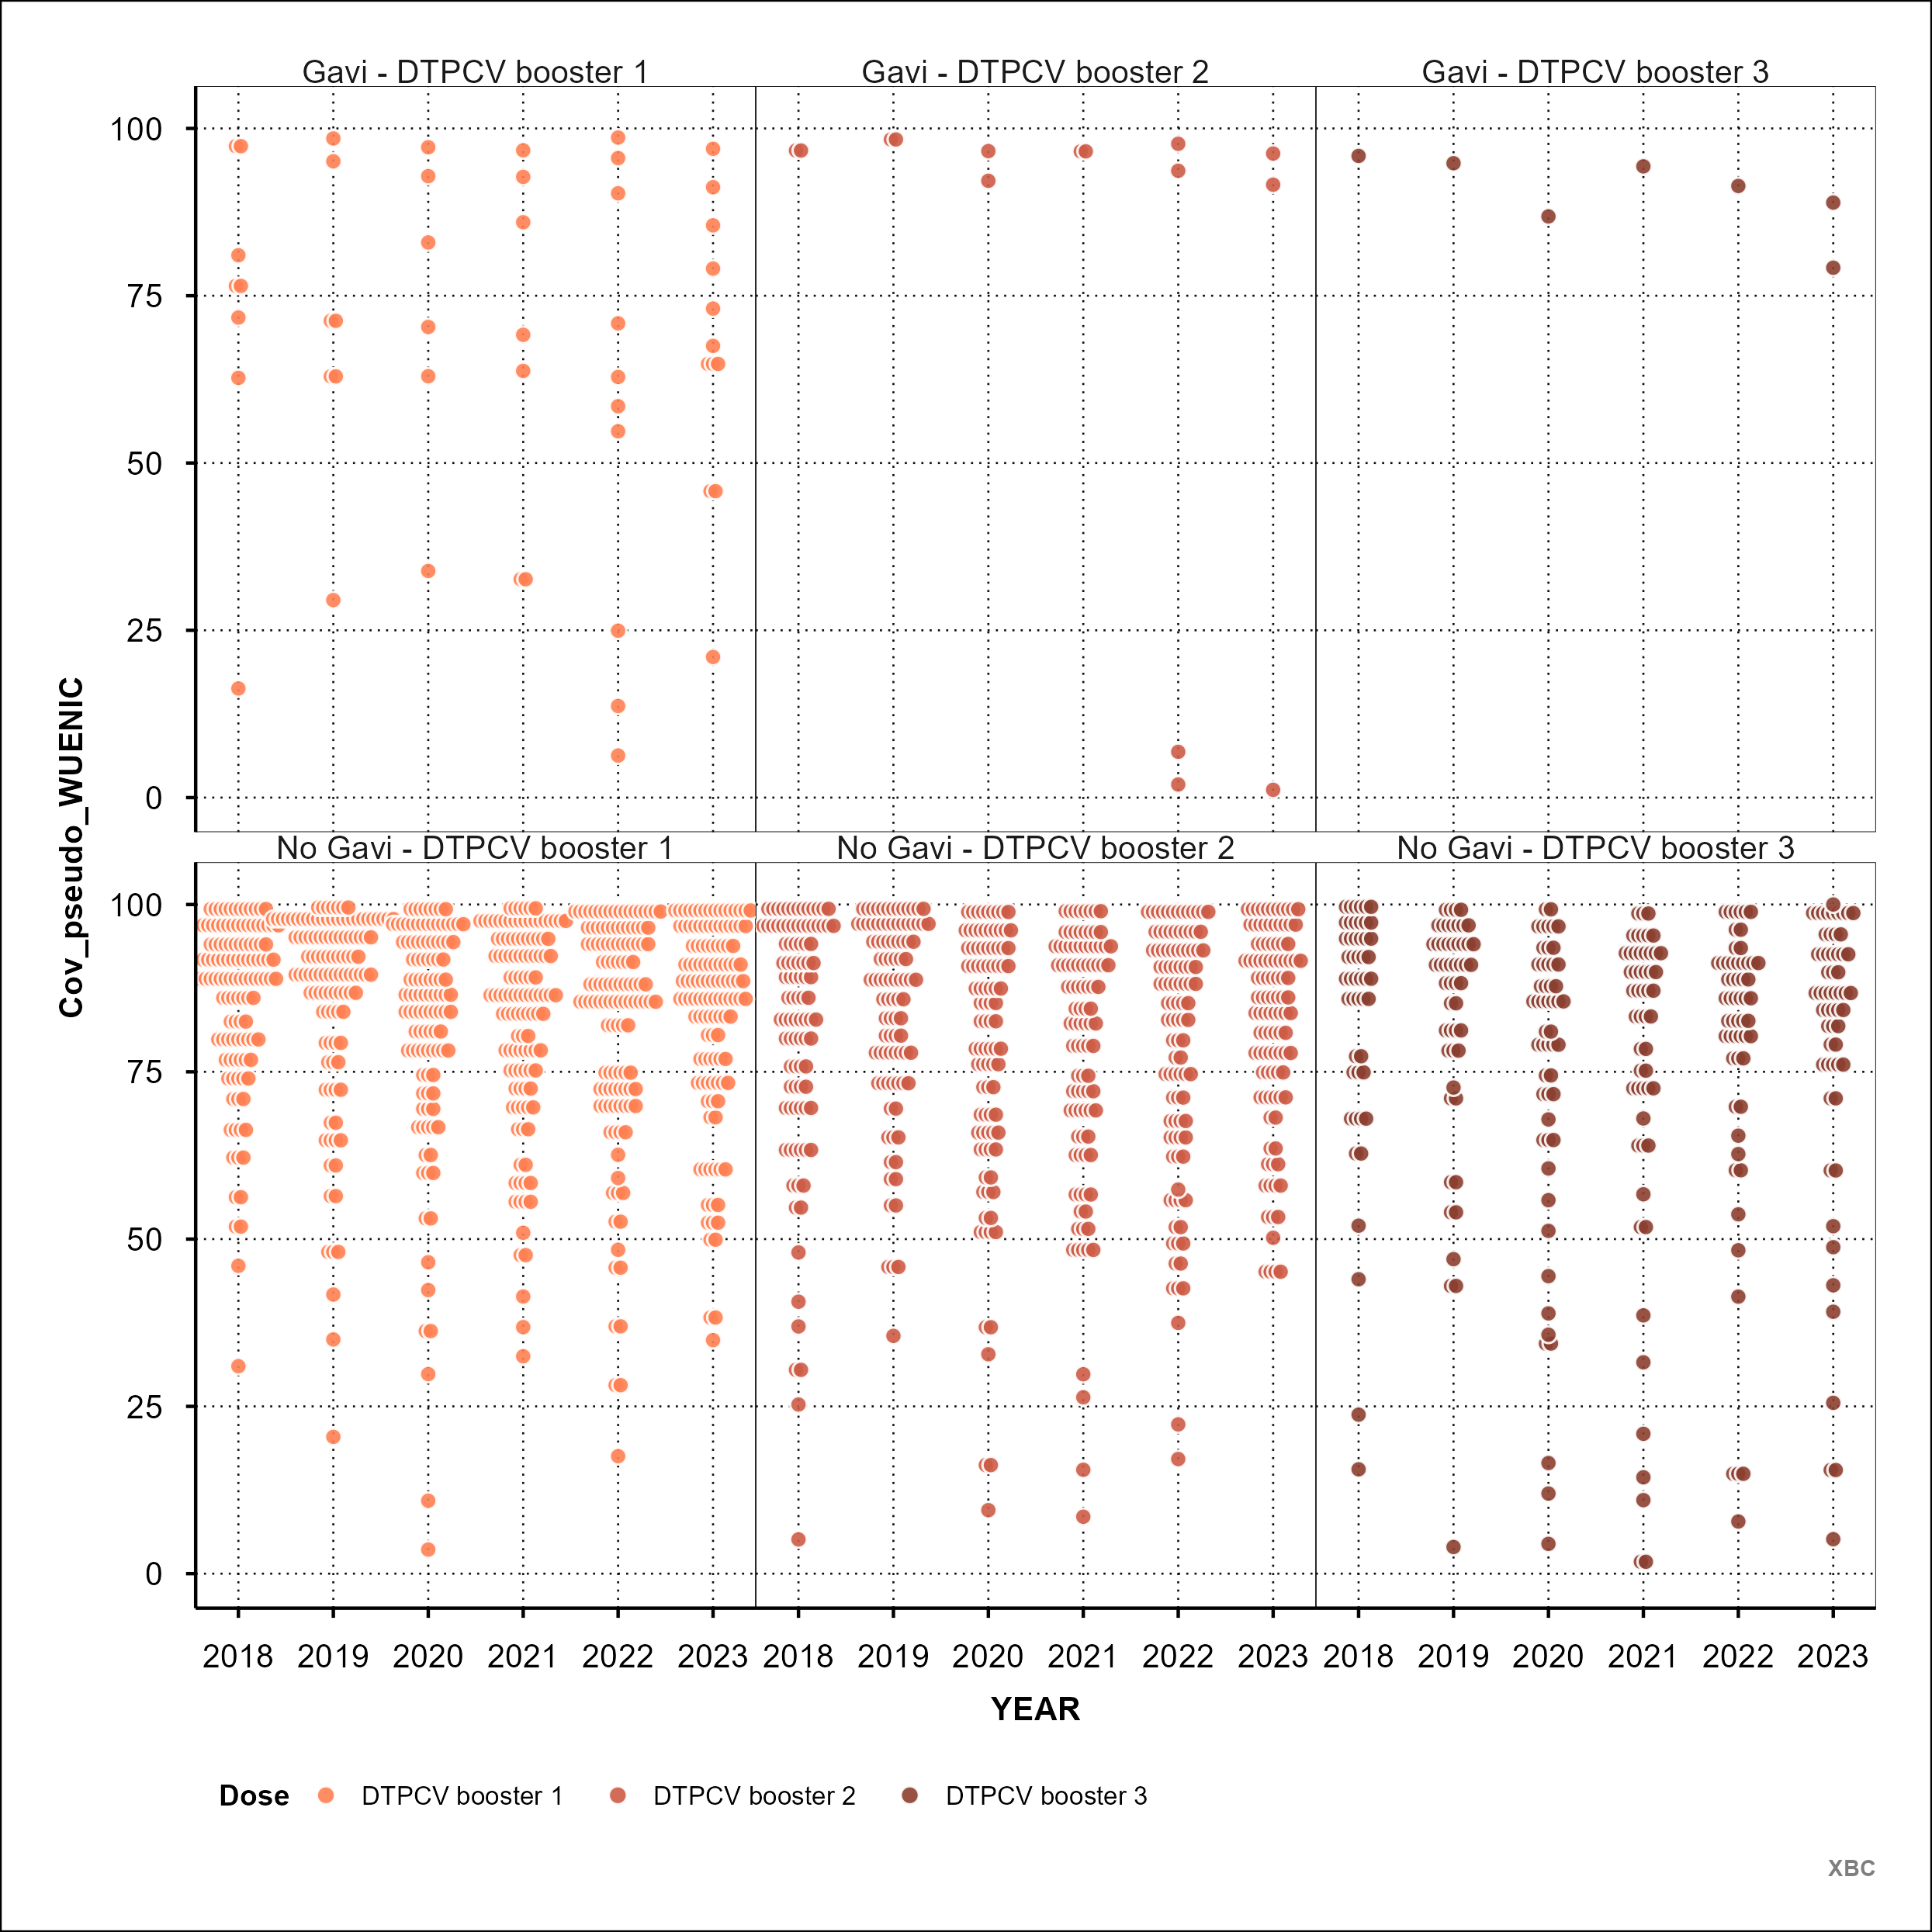 Gavi - DTPCV booster 1 Gavi - DTPCV booster 2 Gavi - DTPCV booster 3
100
75
50
25
0
Cov_pseudo_WUENIC
No Gavi - DTPCV booster 1 No Gavi - DTPCV booster 2 No Gavi - DTPCV booster 3
100
75
50
25
0
2018 2019 2020 2021 2022 2023 2018 2019 2020 2021 2022 2023 2018 2019 2020 2021 2022 2023
YEAR
Dose DTPCV booster 1 DTPCV booster 2 DTPCV booster 3
XBC